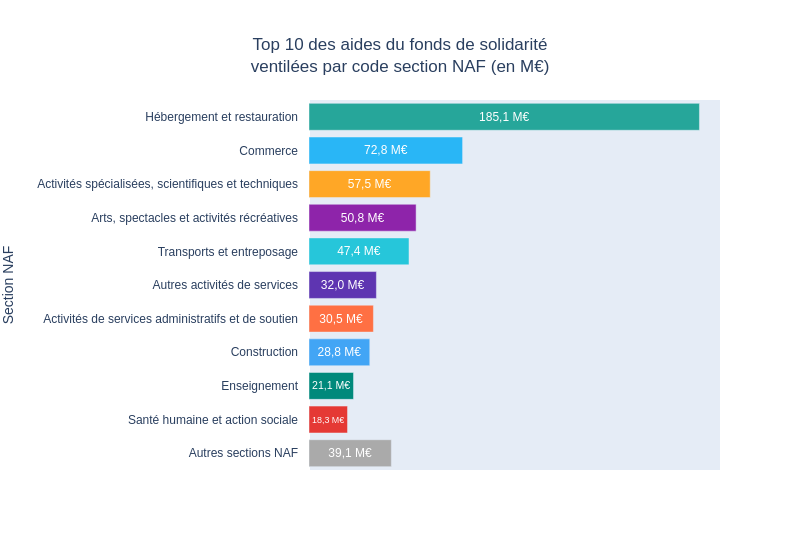 Top 10 des aides du fonds de solidarité
ventilées par code section NAF (en M€)
Section NAF
Hébergement et restauration 185,1 M€
Commerce 72,8 M€
Activités spécialisées, scientifiques et techniques 57,5 M€
Arts, spectacles et activités récréatives 50,8 M€
Transports et entreposage 47,4 M€
Autres activités de services 32,0 M€
Activités de services administratifs et de soutien 30,5 M€
Construction 28,8 M€
Enseignement 21,1 M€
Santé humaine et action sociale 18,3 M€
Autres sections NAF 39,1 M€